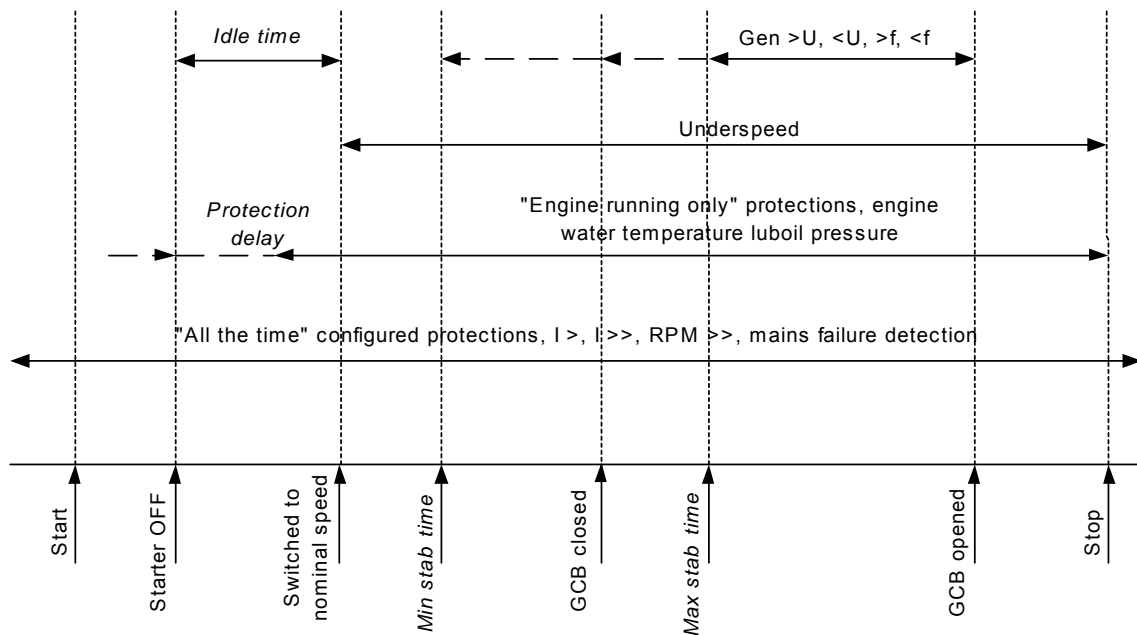 Idle time
Gen >U, <U, >f, <f
Underspeed
Protection
delay
"Engine running only" protections, engine
water temperature luboil pressure
"All the time" configured protections, I >, I >>, RPM >>, mains failure detection
Start
Starter OFF
Switched to
nominal speed
Min stab time
GCB closed
Max stab time
GCB opened
Stop